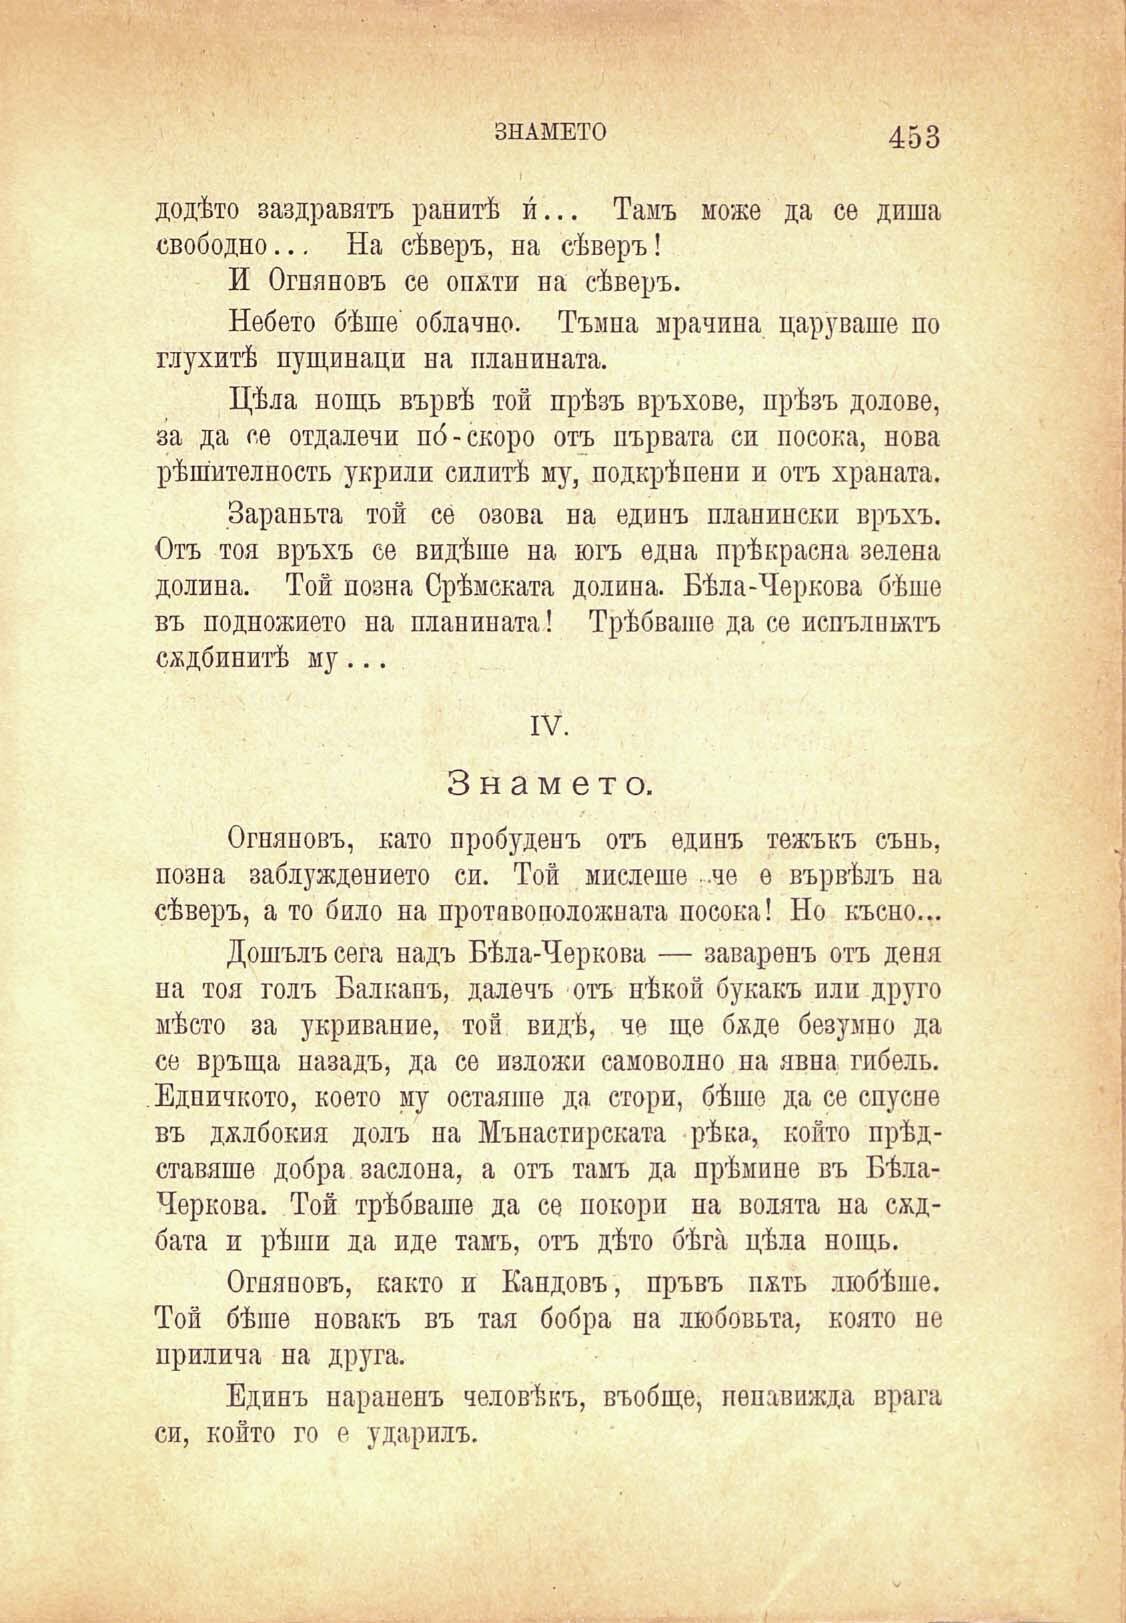 ЗНАМЕТО 453
додѣто заздравятъ ранитѣ ѝ... Тамъ може да се диша
свободно... На сѣверъ, на сѣверъ!
И Огняновъ се опѫти на сѣверъ.
Небето бѣше облачно. Тъмна мрачина царуваше по
глухитѣ пущинаци на планината.
Цѣла нощь вървѣ той прѣзъ връхове, прѣзъ долове,
за да се отдалечи по́-скоро отъ първата си посока, нова
рѣшителность укрили силитѣ му, подкрѣпени и отъ храната.
Зараньта той се озова на единъ планински връхъ.
Отъ тоя връхъ се видѣше на югъ една прѣкрасна зелена
долина. Той позна Срѣмската долина. Бѣла-Черкова бѣше
въ подножието на планината! Трѣбваше да се испълнѭтъ
сѫдбинитѣ му...
IV.
Знамето.
Огняновъ, като пробуденъ отъ единъ тежъкъ сънь,
позна заблуждението си. Той мислеше че е вървѣлъ на
сѣверъ, а то било на противоположната посока! Но късно...
Дошълъ сега надъ Бѣла-Черкова — заваренъ отъ деня
на тоя голъ Балканъ, далечъ отъ нѣкой букакъ или друго
мѣсто за укривание, той видѣ, че ще бѫде безумно да
се връща назадъ, да се изложи самоволно на явна гибель.
Едничкото, което му остаяше да стори, бѣше да се спусне
въ дѫлбокия долъ на Мънастирската рѣка, който прѣд-
ставяше добра заслона, а отъ тамъ да прѣмине въ Бѣла-
Черкова. Той трѣбваше да се покори на волята на сѫд-
бата и рѣши да иде тамъ, отъ дѣто бѣга̀ цѣла нощь.
Огняновъ, както и Кандовъ, пръвъ пѫть любѣше.
Той бѣше новакъ въ тая бобра на любовьта, която не
прилича на друга.
Единъ нараненъ человѣкъ, въобще, ненавижда врага
си, който го е ударилъ.